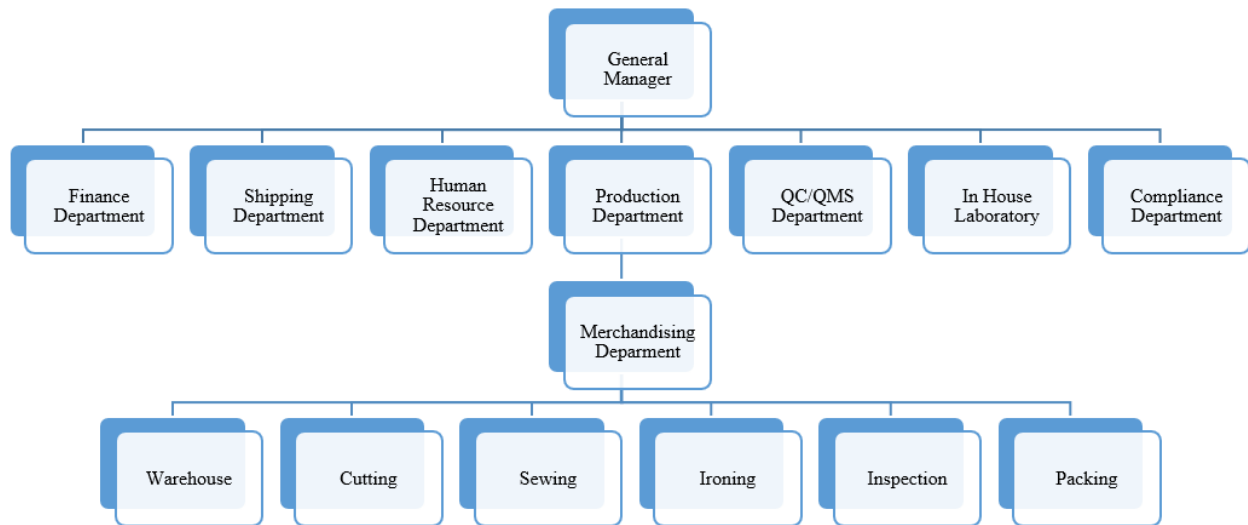 General
Manager
Finance
Department
Shipping
Department
Human
Resource
Department
Production
Department
QC/QMS
Department
In House
Laboratory
Compliance
Department
Merchandising
Deparment
Warehouse
Cutting
Sewing
Ironing
Inspection
Packing